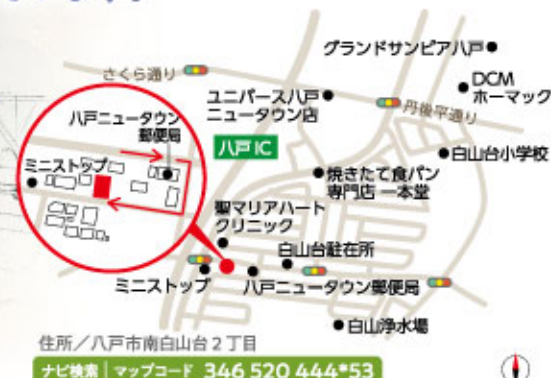 グランドサンピア八戸
さくら通り
DCM
ホーマック
ユニバース八戸
ニュータウン店
丹後平通り
八戸ニュータウン
郵便局
八戸IC
白山台小学校
ミニストップ
焼きたて食パン
専門店 一本堂
聖マリアハート
クリニック
白山台駐在所
ミニストップ
八戸ニュータウン郵便局
白山浄水場
住所／八戸市南白山台2丁目
ナビ検索 | マップコード 346 520 444*53